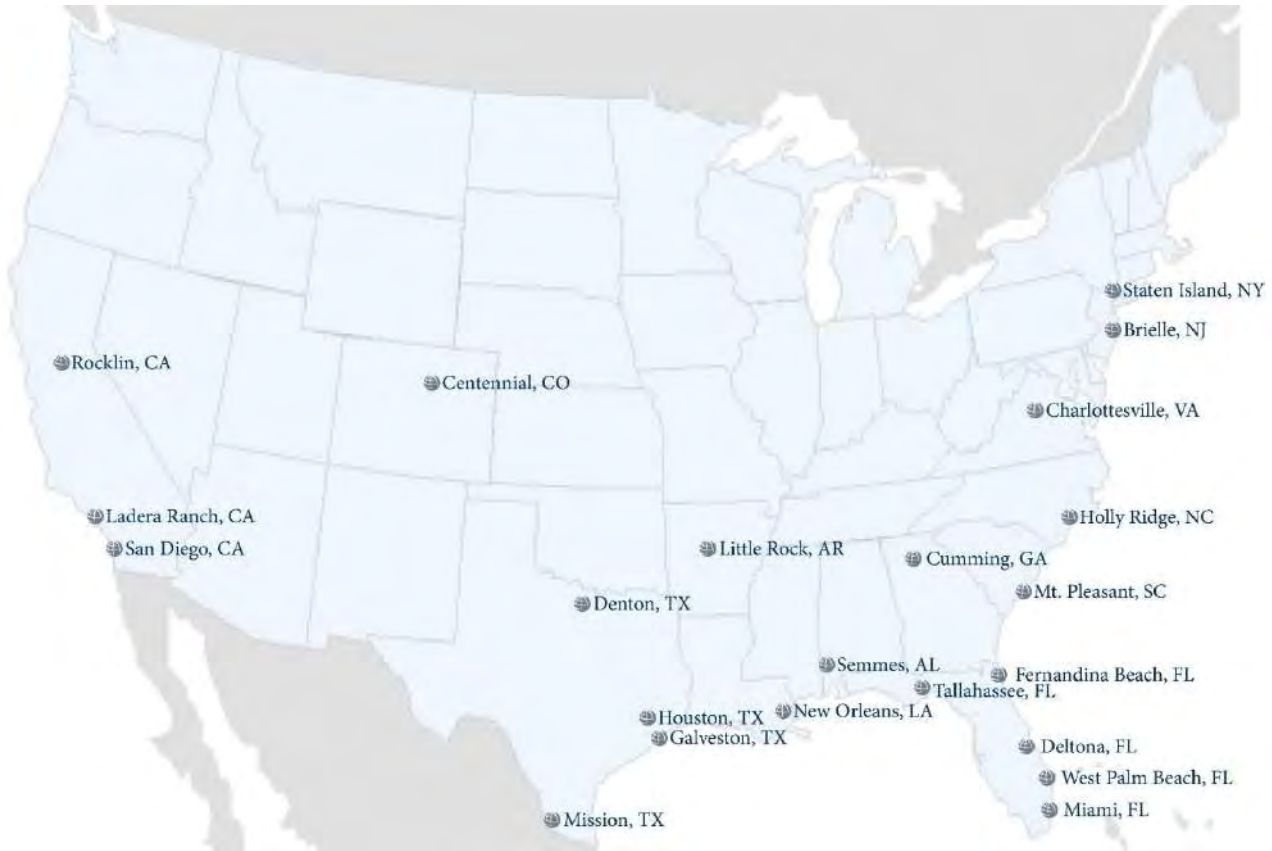 Staten Island, NY
Brielle, NJ
Rocklin, CA
Centennial, CO
Charlottesville, VA
Ladera Ranch, CA
Holly Ridge, NC
San Diego, CA
Little Rock, AR
Cumming, GA
Mt. Pleasant, SC
Denton, TX
Semmes, AL
Fernandina Beach, FL
Tallahassee, FL
New Orleans, LA
Houston, TX
Galveston, TX
Deltona, FL
West Palm Beach, FL
Miami, FL
Mission, TX